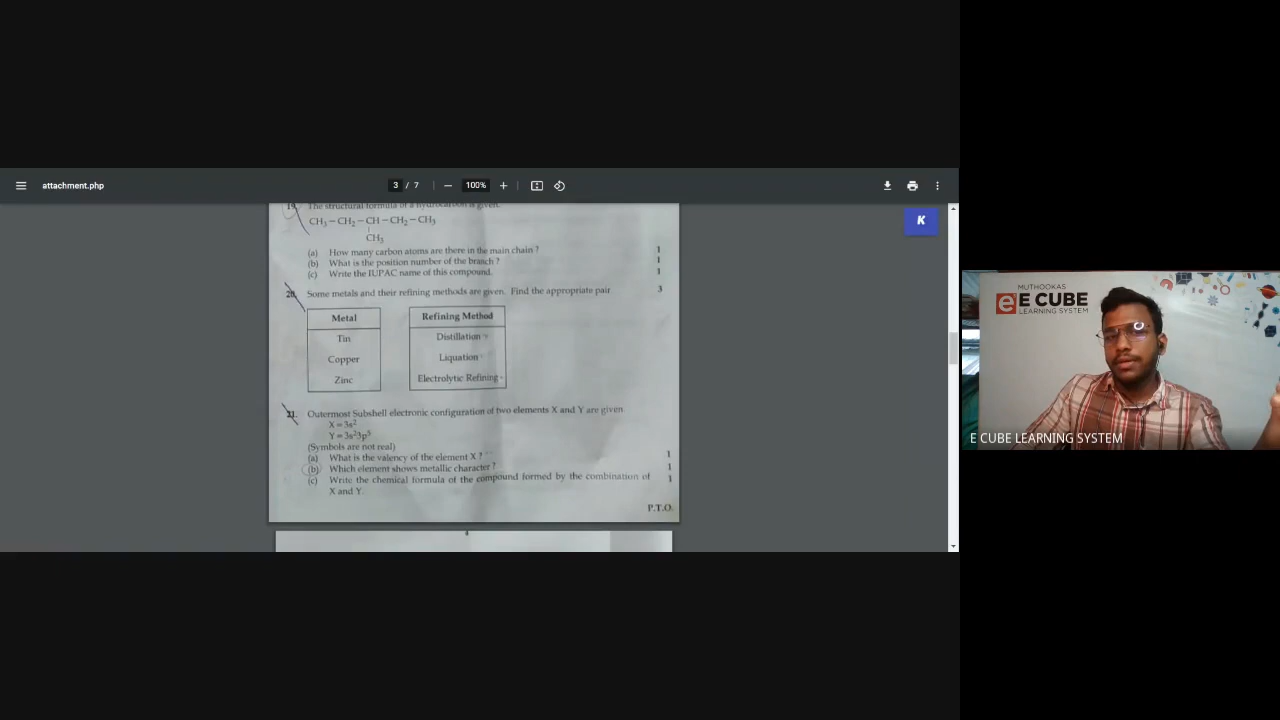 attachment.php
3 / 7
100%
K
19. The structural formula of a hydrocarbon is given.
CH₃ – CH₂ – CH – CH₂ – CH₃
CH₃
(a) How many carbon atoms are there in the main chain ? 1
(b) What is the position number of the branch ? 1
(c) Write the IUPAC name of this compound. 1
20. Some metals and their refining methods are given. Find the appropriate pair. 3
Metal Refining Method
Tin Distillation
Copper Liquation
Zinc Electrolytic Refining
21. Outermost Subshell electronic configuration of two elements X and Y are given.
X = 3s²
Y = 3s²3p⁵
(Symbols are not real)
(a) What is the valency of the element X ? 1
(b) Which element shows metallic character ? 1
(c) Write the chemical formula of the compound formed by the combination of 1
X and Y.
P.T.O.
4
MUTHOOKAS
e E CUBE
LEARNING SYSTEM
E CUBE LEARNING SYSTEM